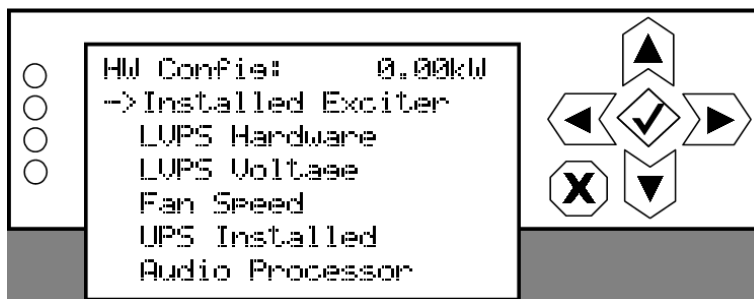 HW Config: 0.00kW
->Installed Exciter
LVPS Hardware
LVPS Voltage
Fan Speed
UPS Installed
Audio Processor
X